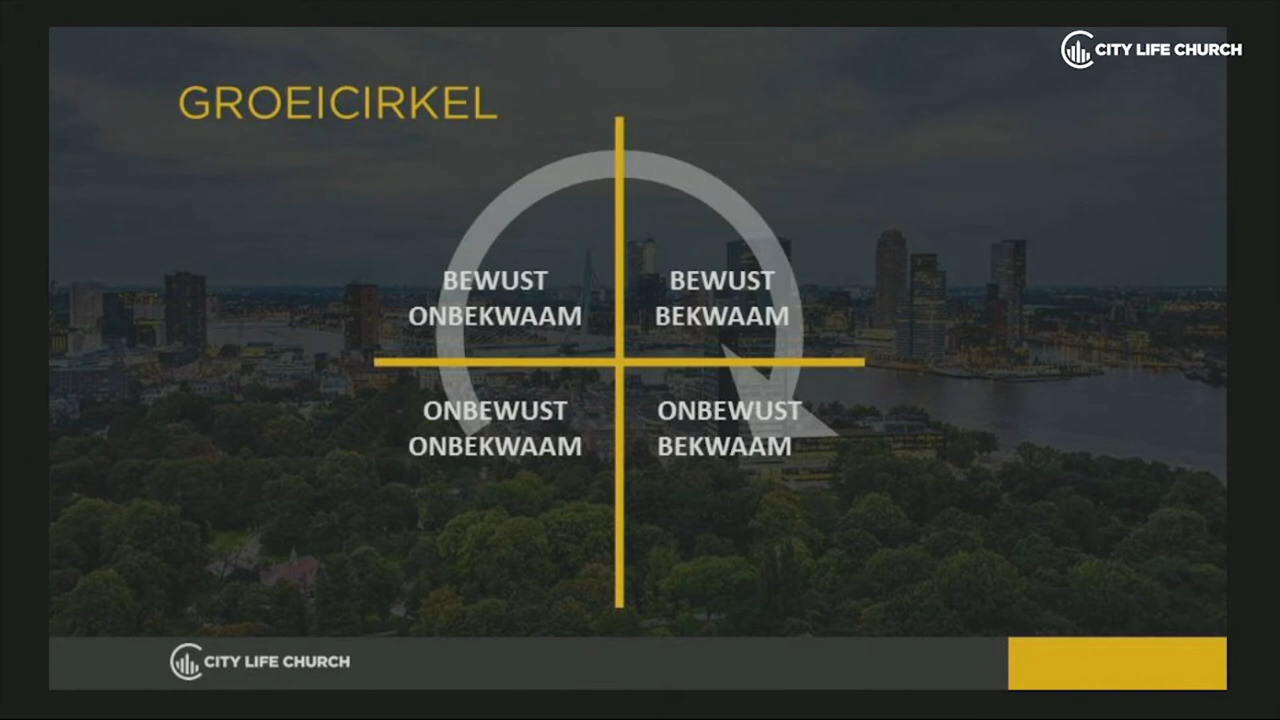 CITY LIFE CHURCH
GROEICIRKEL
BEWUST
ONBEKWAAM
BEWUST
BEKWAAM
ONBEWUST
ONBEKWAAM
ONBEWUST
BEKWAAM
CITY LIFE CHURCH